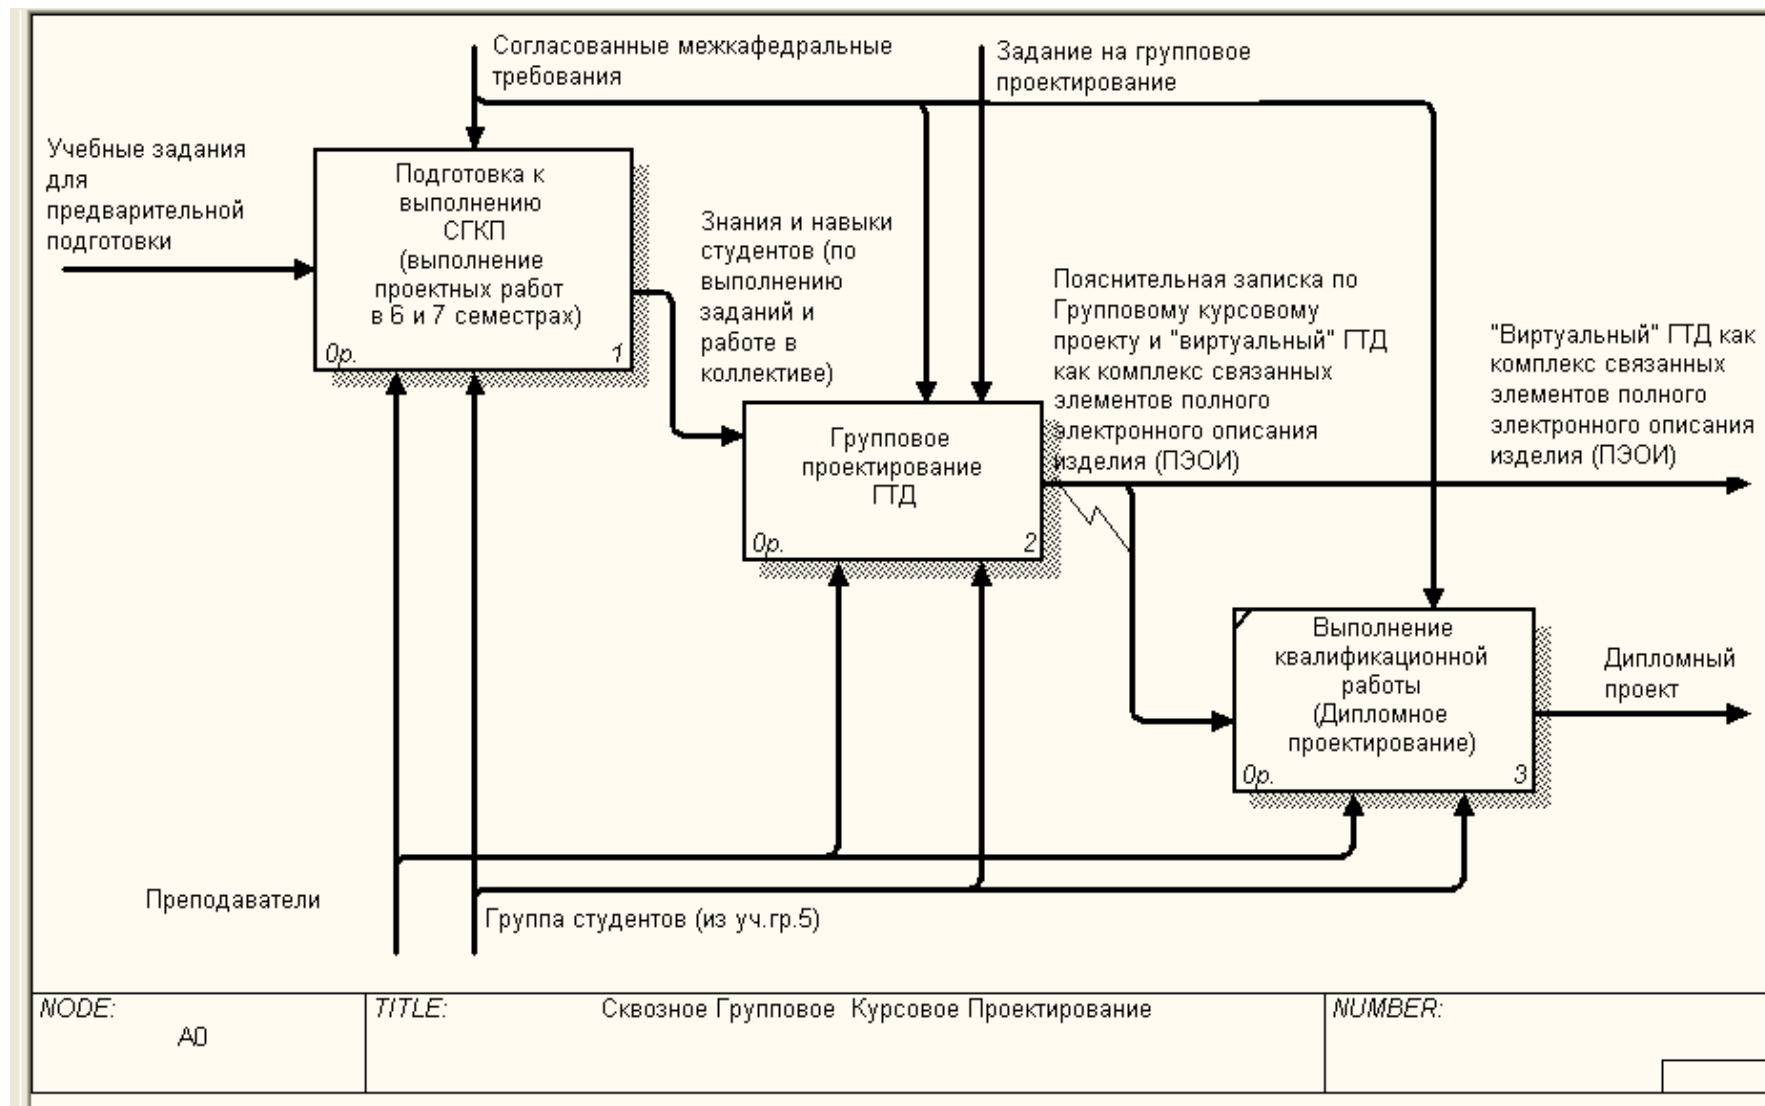 Согласованные межкафедральные
требования
Задание на групповое
проектирование
Учебные задания
для
предварительной
подготовки
Подготовка к
выполнению
СГКП
(выполнение
проектных работ
в 6 и 7 семестрах)
0р.
1
Знания и навыки
студентов (по
выполнению
заданий и
работе в
коллективе)
Пояснительная записка по
Групповому курсовому
проекту и "виртуальный" ГТД
как комплекс связанных
элементов полного
электронного описания
изделия (ПЭОИ)
"Виртуальный" ГТД как
комплекс связанных
элементов полного
электронного описания
изделия (ПЭОИ)
Групповое
проектирование
ГТД
0р.
2
Выполнение
квалификационной
работы
(Дипломное
проектирование)
0р.
3
Дипломный
проект
Преподаватели
Группа студентов (из уч.гр.5)
NODE:
A0
TITLE:
Сквозное Групповое Курсовое Проектирование
NUMBER: